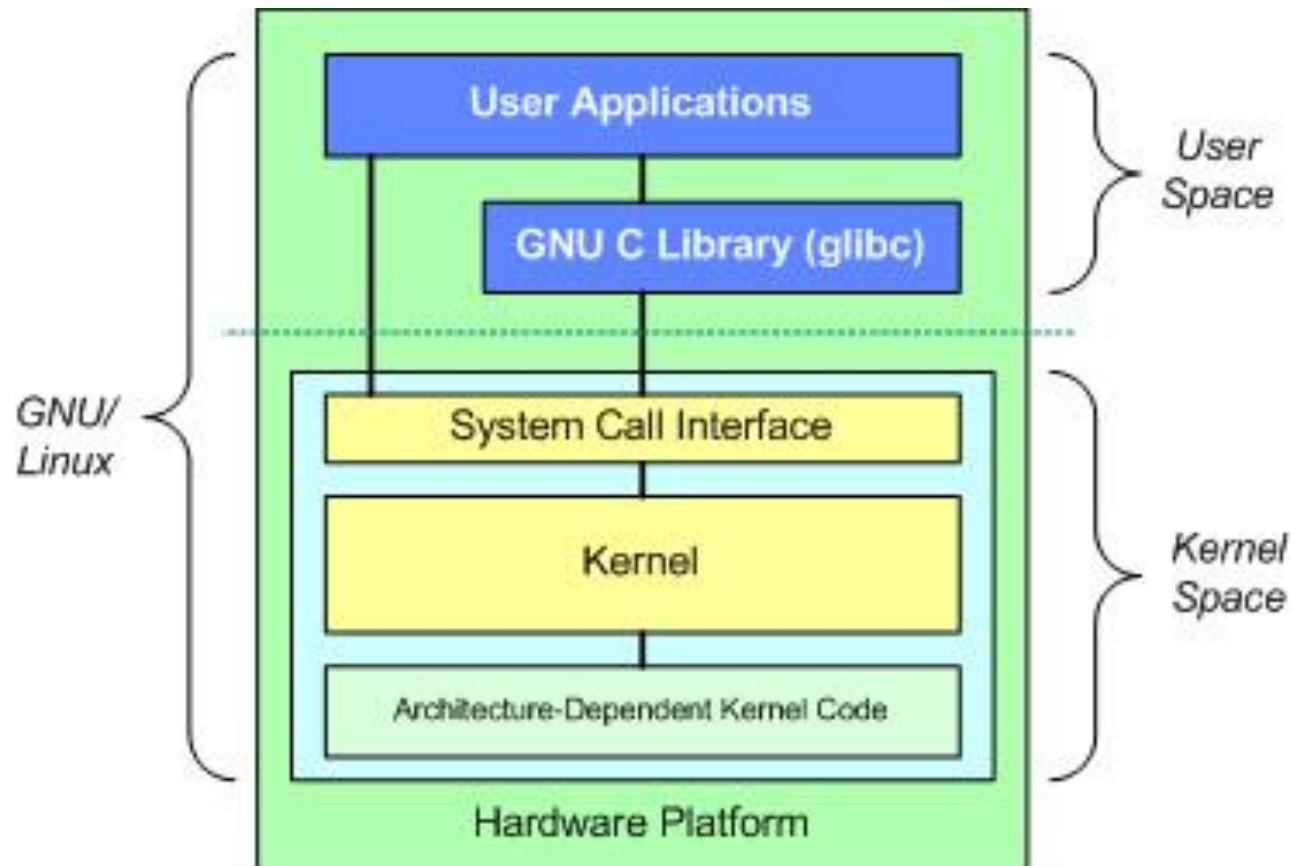 User Applications
User
Space
GNU C Library (glibc)
GNU/
Linux
System Call Interface
Kernel
Kernel
Space
Architecture-Dependent Kernel Code
Hardware Platform